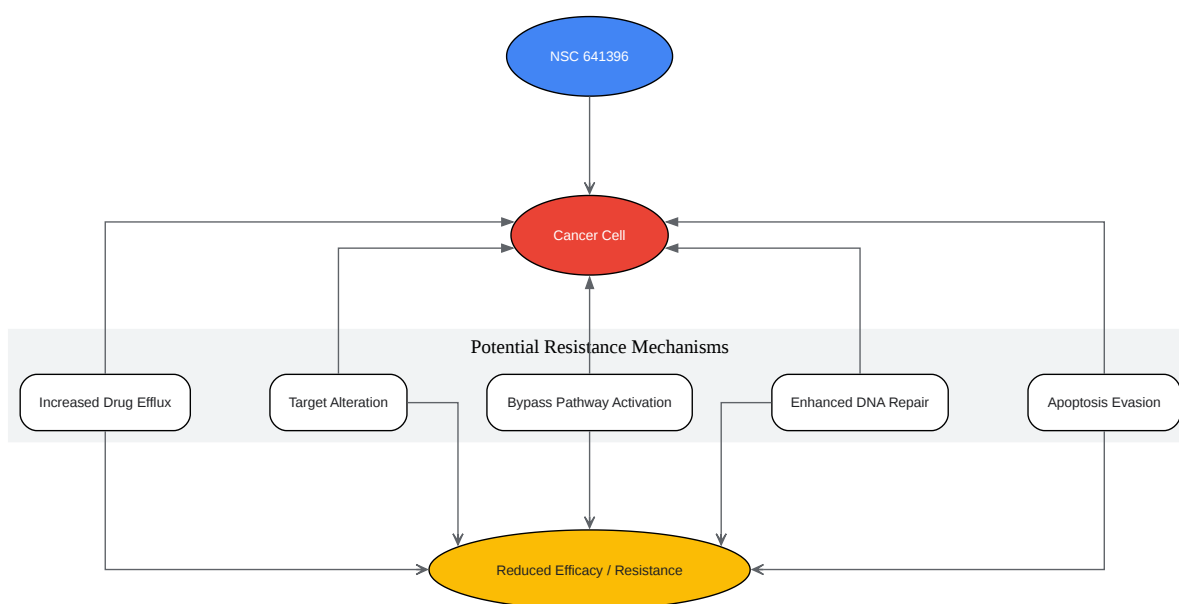 NSC 641396
Cancer Cell
Potential Resistance Mechanisms
Increased Drug Efflux
Target Alteration
Bypass Pathway Activation
Enhanced DNA Repair
Apoptosis Evasion
Reduced Efficacy / Resistance